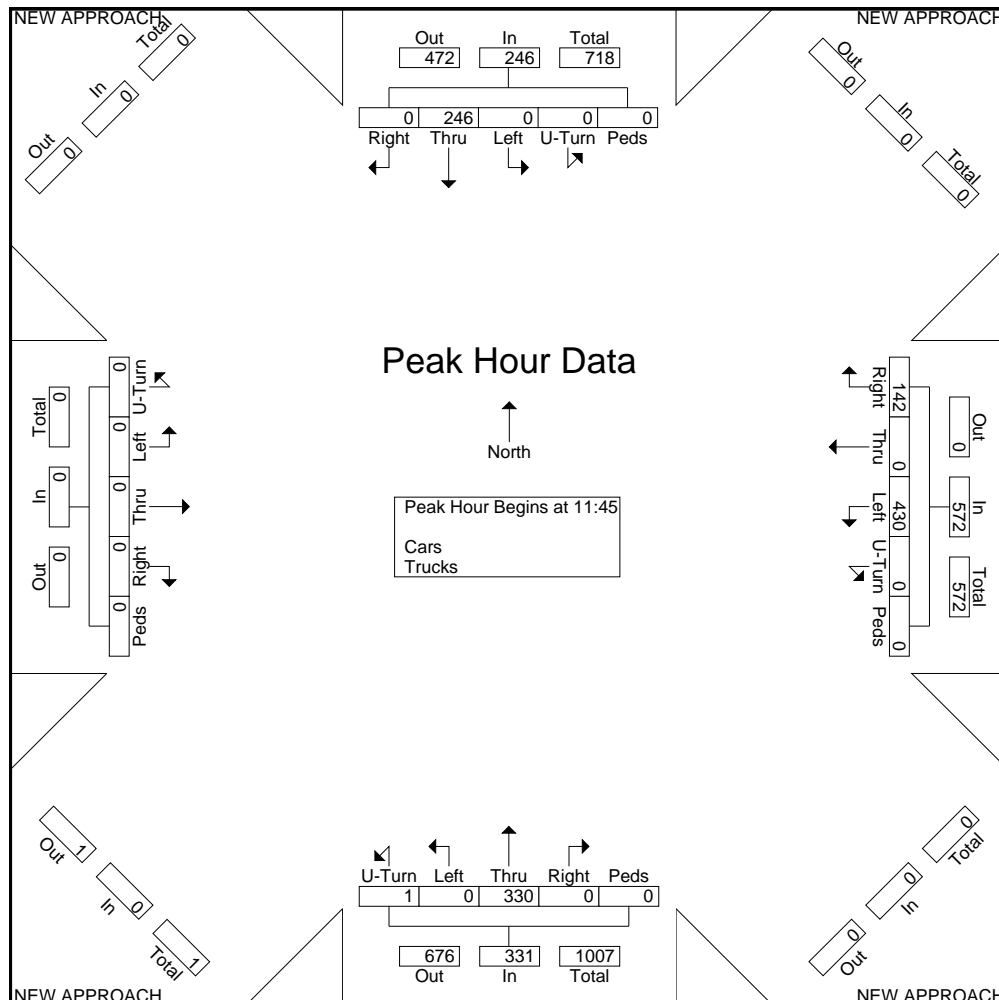 NEW APPROACH
NEW APPROACH
Total
0
In
0
Out
0
Out In Total
472 246 718
0 246 0 0 0
Right Thru Left U-Turn Peds
Out
0
In
0
Total
0
Peak Hour Data
North
Peak Hour Begins at 11:45
Cars
Trucks
Total
0
In
0
Out
0
0 U-Turn
0 Left
0 Thru
0 Right
0 Peds
Right 142
Thru 0
Left 430
U-Turn 0
Peds 0
Out
0
In
572
Total
572
Out
1
In
0
Total
1
U-Turn Left Thru Right Peds
1 0 330 0 0
676 331 1007
Out In Total
0
Total
0
In
0
Out
NEW APPROACH
NEW APPROACH